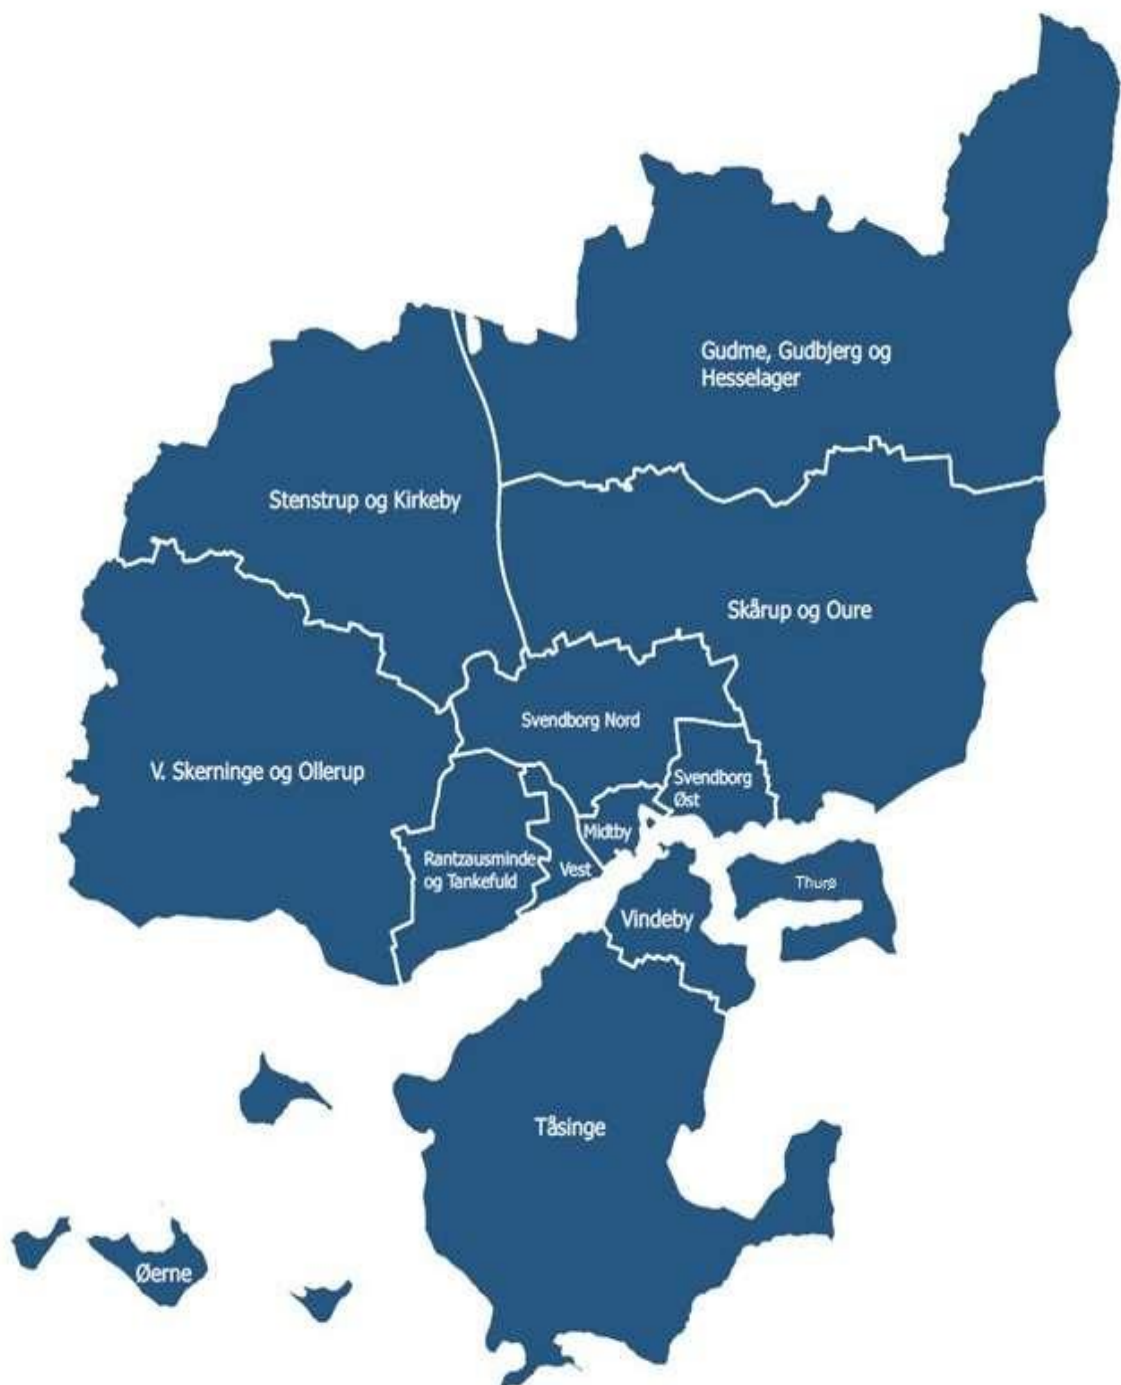 Gudme, Gudbjerg og
Hesselager
Stenstrup og Kirkeby
Skårup og Oure
Svendborg Nord
V. Skerninge og Ollerup
Svendborg
Øst
Midtby
Rantzausminde
og Tankefuld
Vest
Thurø
Vindeby
Tåsinge
Øerne